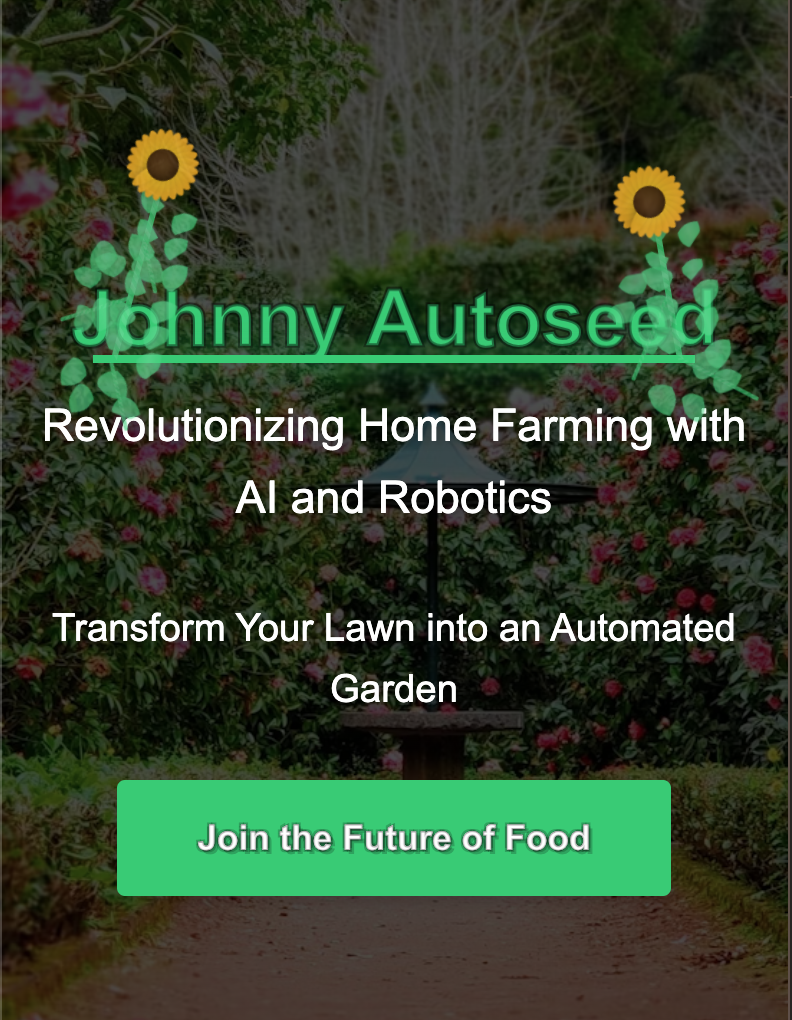 Johnny Autoseed
Revolutionizing Home Farming with
AI and Robotics
Transform Your Lawn into an Automated
Garden
Join the Future of Food